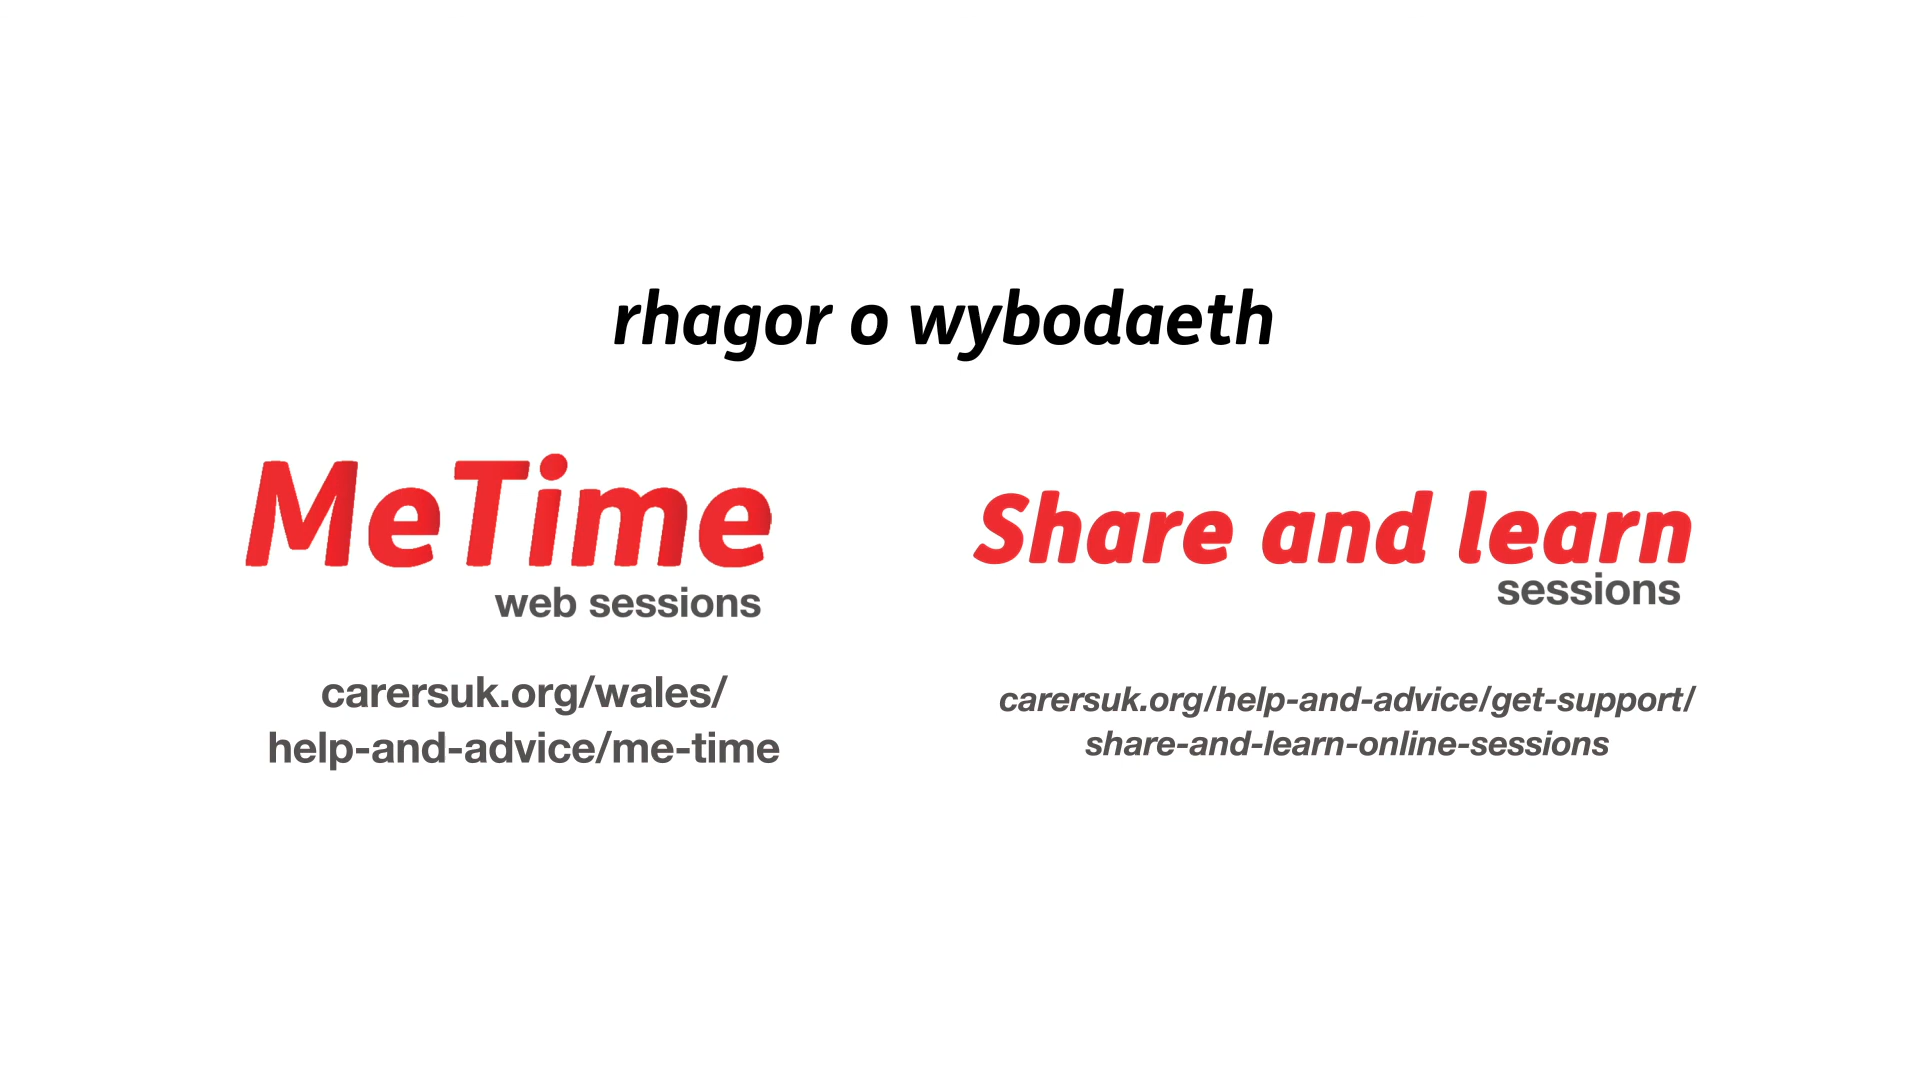 rhagor o wybodaeth
MeTime
web sessions
carersuk.org/wales/
help-and-advice/me-time
Share and learn
sessions
carersuk.org/help-and-advice/get-support/
share-and-learn-online-sessions